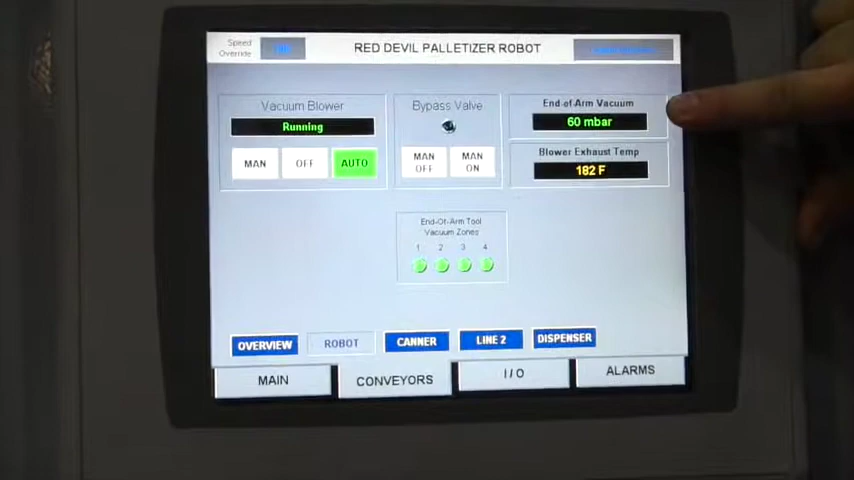 Speed
Override
RED DEVIL PALLETIZER ROBOT
Vacuum Blower
Running
MAN
OFF
AUTO
Bypass Valve
MAN
OFF
MAN
ON
End-of Arm Vacuum
60 mbar
Blower Exhaust Temp
182 F
End-Of-Arm Tool
Vacuum Zones
1 2 3 4
OVERVIEW
ROBOT
CANNER
LINE 2
DISPENSER
MAIN
CONVEYORS
I / O
ALARMS